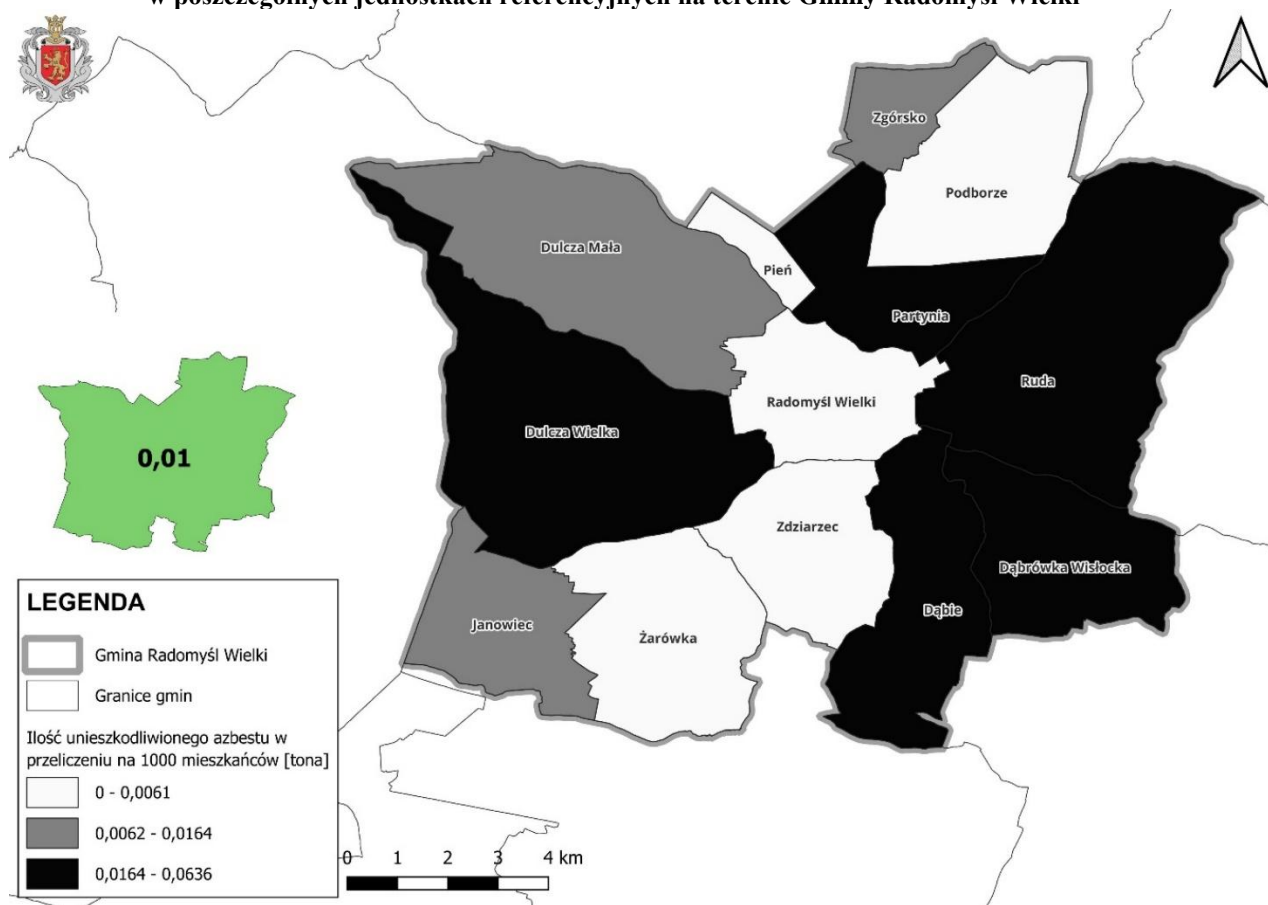 w poszczególnych jednostkach referencyjnych na terenie Gminy Radomyśl Wielki
Zgórsko
Podborze
Dulcza Mała
Pień
Partynia
Ruda
Radomyśl Wielki
Dulcza Wielka
0,01
Zdziarzec
Dąbrówka Wisłocka
Dąbie
Janowiec
Żarówka
LEGENDA
Gmina Radomyśl Wielki
Granice gmin
Ilość unieszkodliwionego azbestu w
przeliczeniu na 1000 mieszkańców [tona]
0 - 0,0061
0,0062 - 0,0164
0,0164 - 0,0636
0 1 2 3 4 km